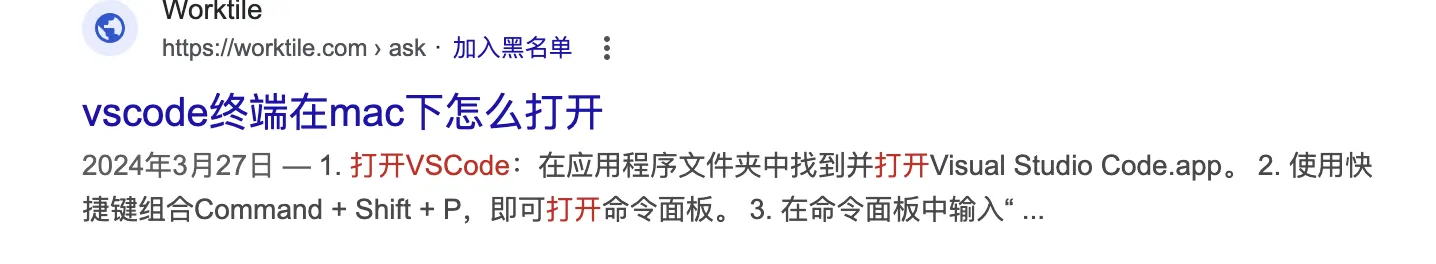 Worktile
https://worktile.com › ask · 加入黑名单
vscode终端在mac下怎么打开
2024年3月27日 — 1. 打开VSCode：在应用程序文件夹中找到并打开Visual Studio Code.app。 2. 使用快
捷键组合Command + Shift + P，即可打开命令面板。 3. 在命令面板中输入“ ...